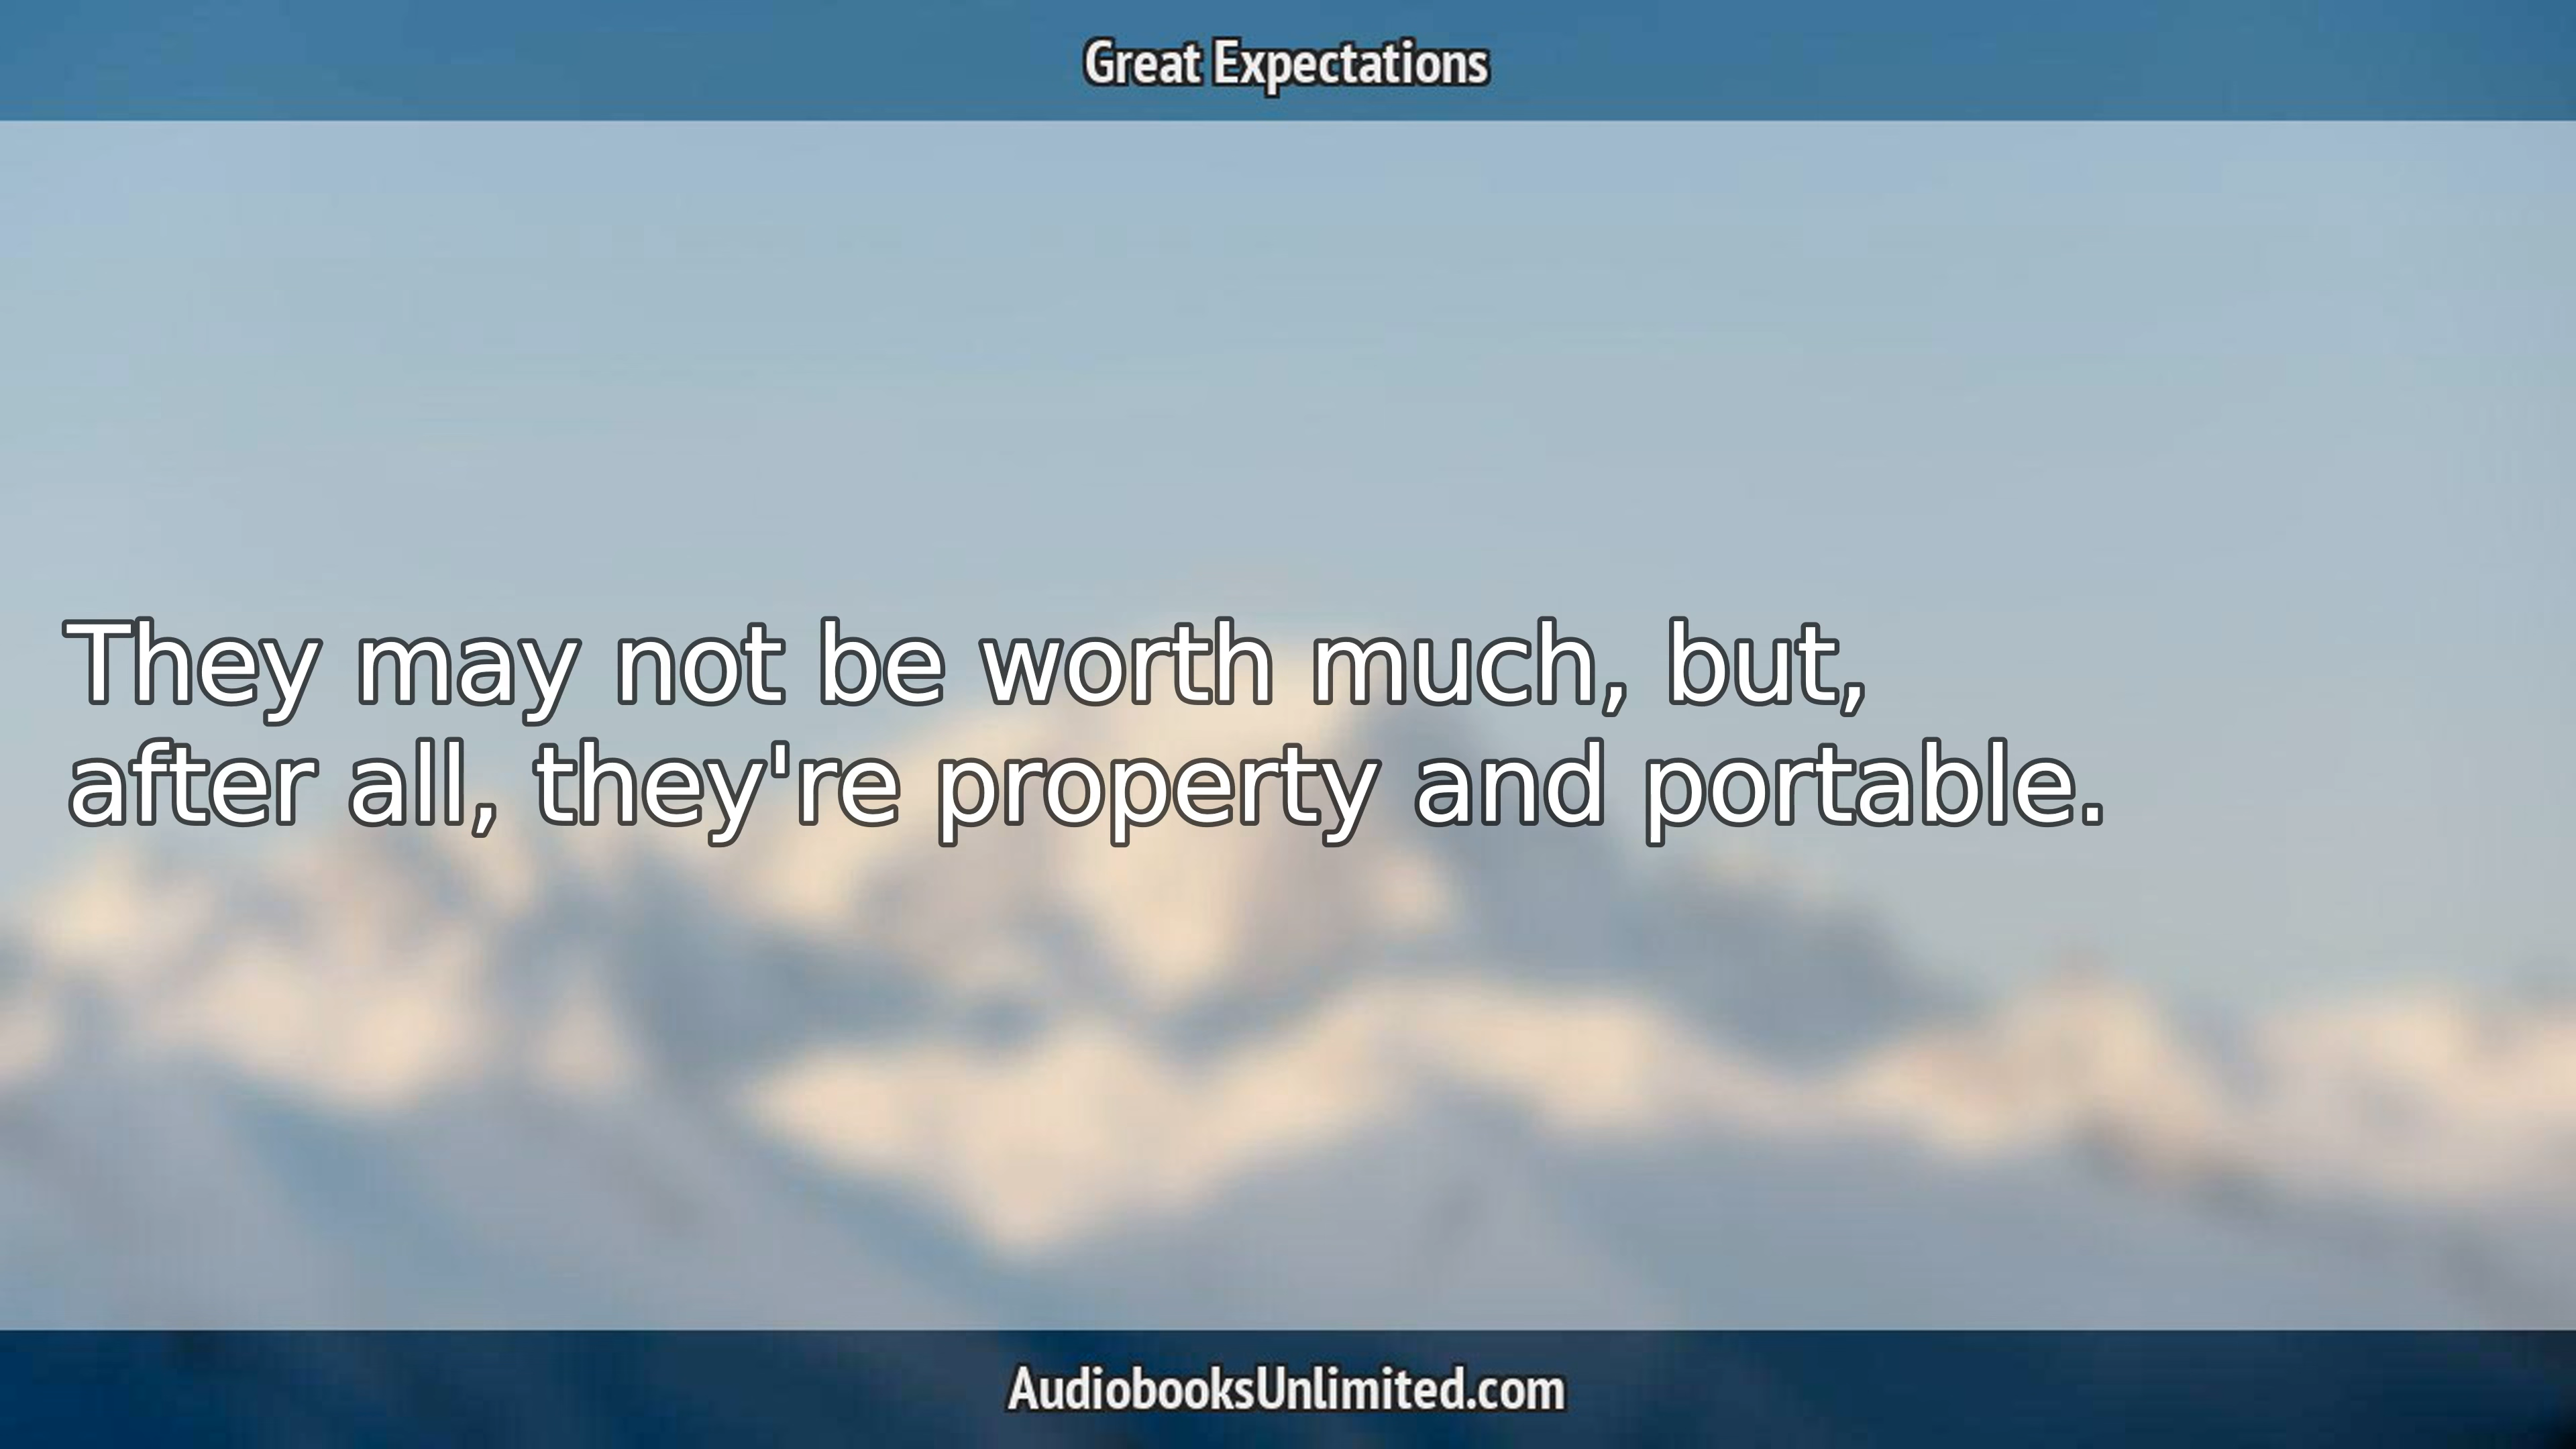 Great Expectations
They may not be worth much, but,
after all, they're property and portable.
AudiobooksUnlimited.com